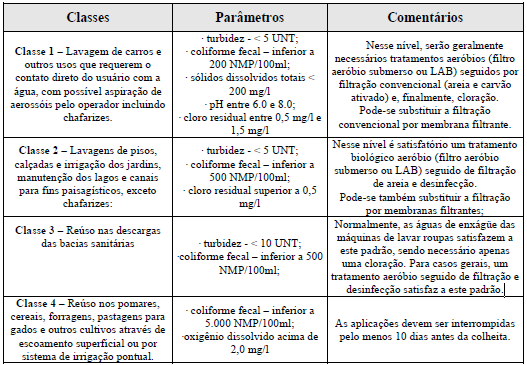 Classes
Parâmetros
Comentários
Classe 1 – Lavagem de carros e
outros usos que requerem o
contato direto do usuário com a
água, com possível aspiração de
aerossóis pelo operador incluindo
chafarizes.
· turbidez - < 5 UNT;
· coliforme fecal – inferior a
200 NMP/100ml;
· sólidos dissolvidos totais <
200 mg/l
· pH entre 6.0 e 8.0;
· cloro residual entre 0,5 mg/l e
1,5 mg/l
Nesse nível, serão geralmente
necessários tratamentos aeróbios (filtro
aeróbio submerso ou LAB) seguidos por
filtração convencional (areia e carvão
ativado) e, finalmente, cloração.
Pode-se substituir a filtração
convencional por membrana filtrante.
Classe 2 – Lavagens de pisos,
calçadas e irrigação dos jardins,
manutenção dos lagos e canais
para fins paisagísticos, exceto
chafarizes:
· turbidez - < 5 UNT;
· coliforme fecal – inferior a
500 NMP/100ml;
· cloro residual superior a 0,5
mg/l
Nesse nível é satisfatório um tratamento
biológico aeróbio (filtro aeróbio
submerso ou LAB) seguido de filtração
de areia e desinfecção.
Pode-se também substituir a filtração
por membranas filtrantes;
Classe 3 – Reúso nas descargas
das bacias sanitárias
· turbidez - < 10 UNT;
·coliforme fecal – inferior a 500
NMP/100ml;
Normalmente, as águas de enxágüe das
máquinas de lavar roupas satisfazem a
este padrão, sendo necessário apenas
uma cloração. Para casos gerais, um
tratamento aeróbio seguido de filtração e
desinfecção satisfaz a este padrão.
Classe 4 – Reúso nos pomares,
cereais, forragens, pastagens para
gados e outros cultivos através de
escoamento superficial ou por
sistema de irrigação pontual.
· coliforme fecal – inferior a
5.000 NMP/100ml;
·oxigênio dissolvido acima de
2,0 mg/l
As aplicações devem ser interrompidas
pelo menos 10 dias antes da colheita.